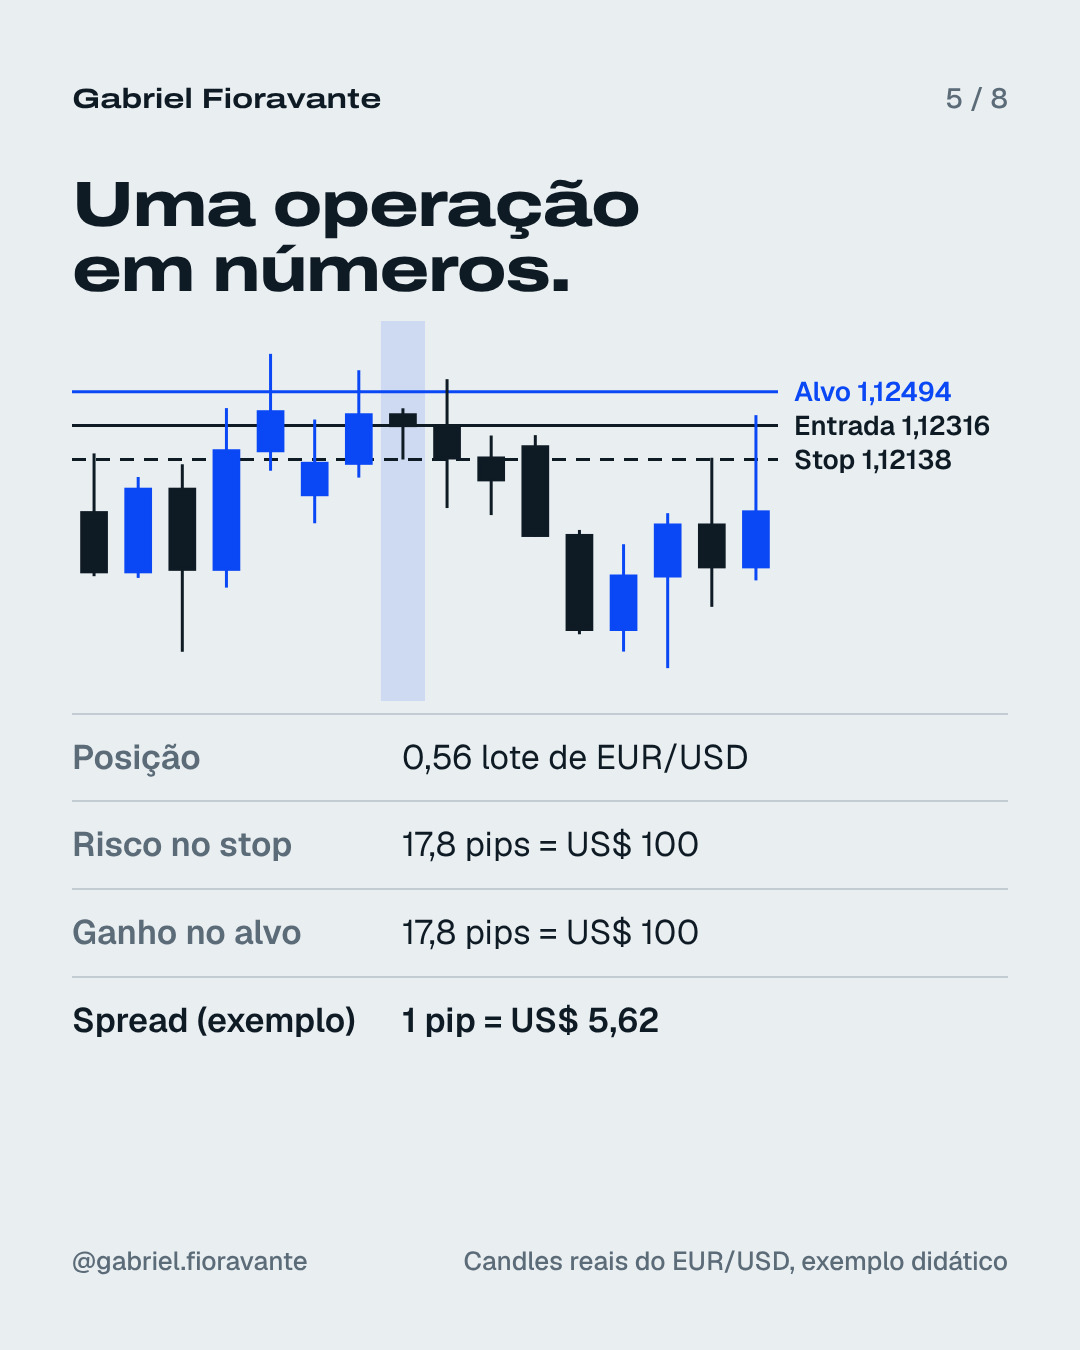 Gabriel Fioravante
5 / 8
Uma operação
em números.
Alvo 1,12494
Entrada 1,12316
Stop 1,12138
Posição 0,56 lote de EUR/USD
Risco no stop 17,8 pips = US$ 100
Ganho no alvo 17,8 pips = US$ 100
Spread (exemplo) 1 pip = US$ 5,62
@gabriel.fioravante
Candles reais do EUR/USD, exemplo didático